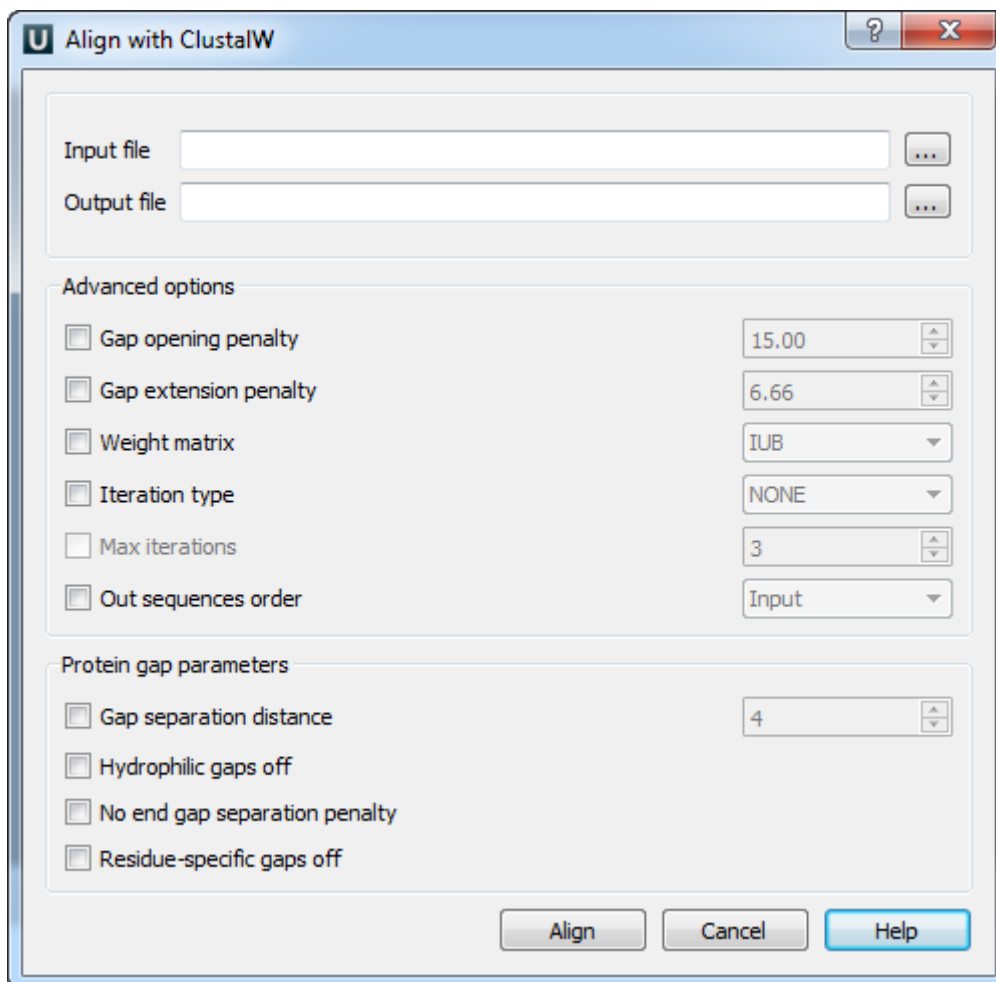 U Align with ClustalW ? X
Input file ...
Output file ...
Advanced options
Gap opening penalty 15.00
Gap extension penalty 6.66
Weight matrix IUB
Iteration type NONE
Max iterations 3
Out sequences order Input
Protein gap parameters
Gap separation distance 4
Hydrophilic gaps off
No end gap separation penalty
Residue-specific gaps off
Align Cancel Help